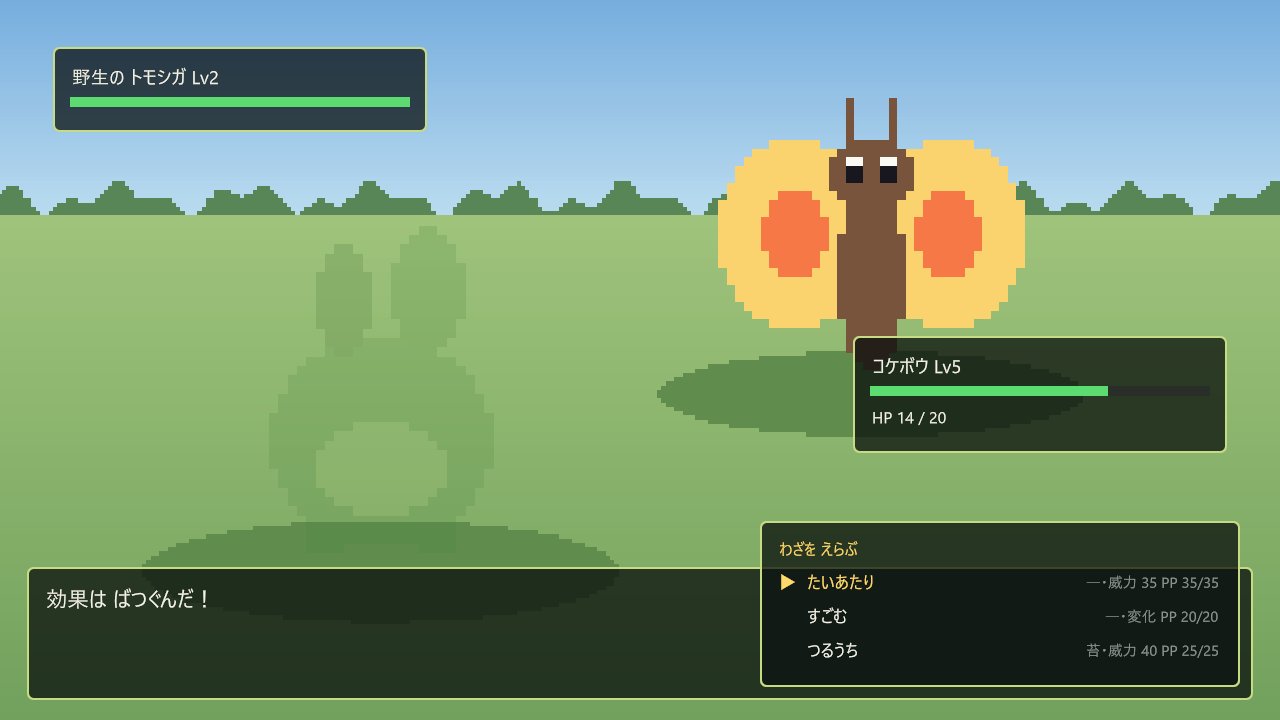 野生の トモシガ Lv2
コケボウ Lv5
HP 14 / 20
効果は ばつぐんだ！
わざを えらぶ
▶ たいあたり —・威力 35 PP 35/35
すごむ —・変化 PP 20/20
つるうち 苔・威力 40 PP 25/25